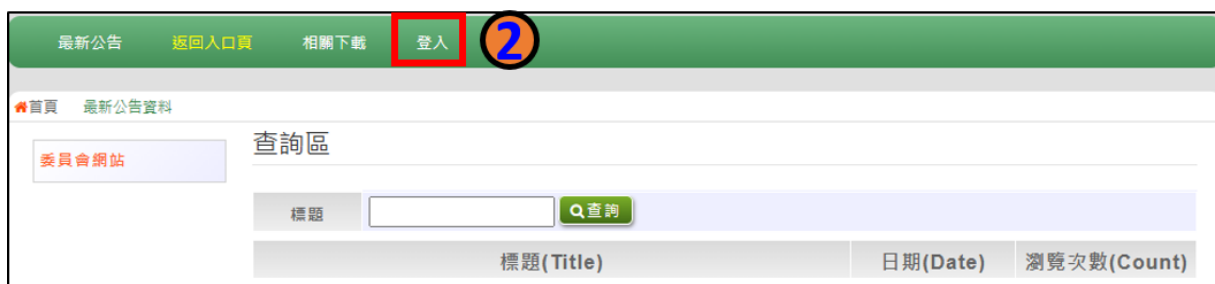 最新公告 返回入口頁 相關下載 登入 2
首頁 最新公告資料
委員會網站
查詢區
標題 查詢
標題(Title) 日期(Date) 瀏覽次數(Count)